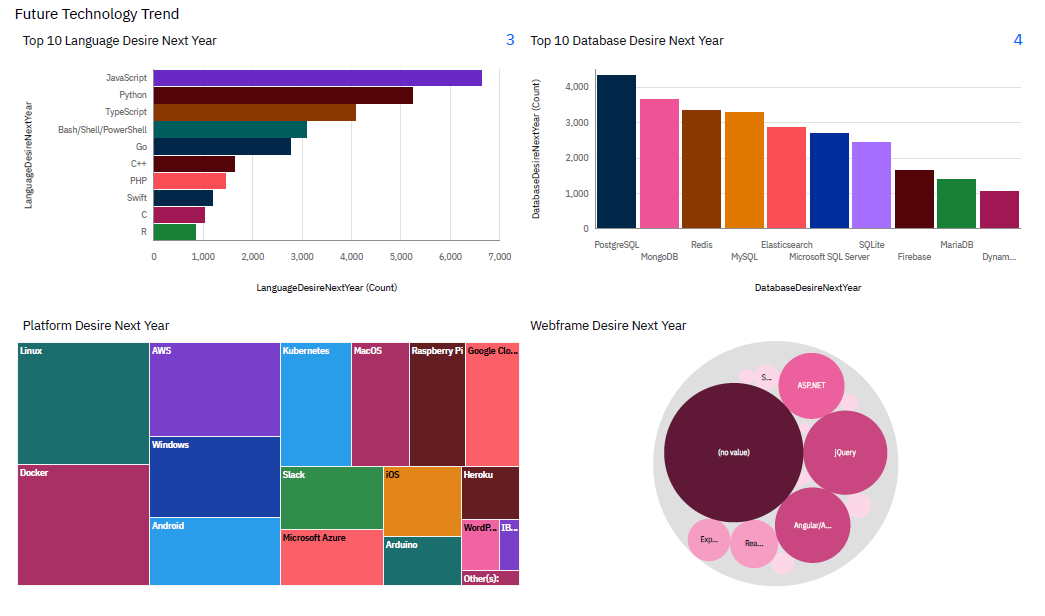 Future Technology Trend
Top 10 Language Desire Next Year
3
LanguageDesireNextYear
JavaScript
Python
TypeScript
Bash/Shell/PowerShell
Go
C++
PHP
Swift
C
R
0 1,000 2,000 3,000 4,000 5,000 6,000 7,000
LanguageDesireNextYear (Count)
Top 10 Database Desire Next Year
4
DatabaseDesireNextYear (Count)
4,000
3,000
2,000
1,000
0
PostgreSQL Redis Elasticsearch SQLite MariaDB
MongoDB MySQL Microsoft SQL Server Firebase Dynam...
DatabaseDesireNextYear
Platform Desire Next Year
Linux AWS Kubernetes MacOS Raspberry Pi Google Clo...
Windows
Docker Slack iOS Heroku
Android WordP... IB...
Microsoft Azure
Arduino
Other(s):
Webframe Desire Next Year
S...
ASP.NET
(no value)
jQuery
Angular/A...
Exp...
Rea...